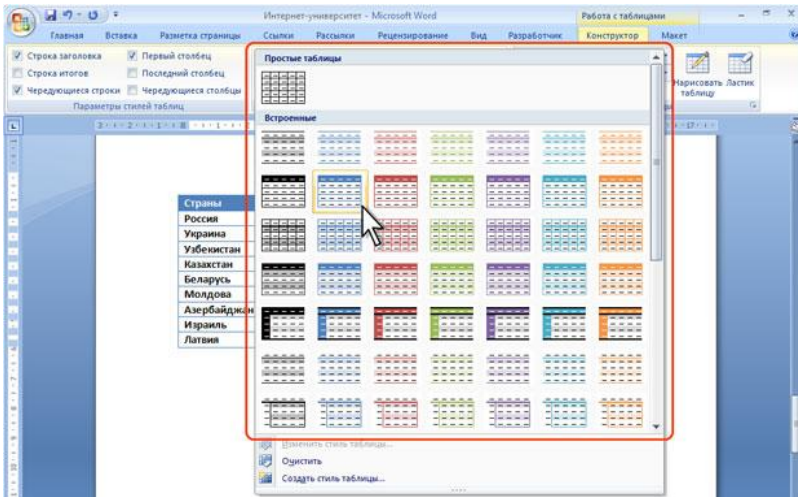 Интернет-университет - Microsoft Word
Работа с таблицами
Главная Вставка Разметка страницы Ссылки Рассылки Рецензирование Вид Разработчик Конструктор Макет
Строка заголовка Первый столбец
Строка итогов Последний столбец
Чередующиеся строки Чередующиеся столбцы
Параметры стилей таблиц
Простые таблицы
Встроенные
Нарисовать таблицу
Ластик
Страны
Россия
Украина
Узбекистан
Казахстан
Беларусь
Молдова
Азербайджан
Израиль
Латвия
Изменить стиль таблицы...
Очистить
Создать стиль таблицы...